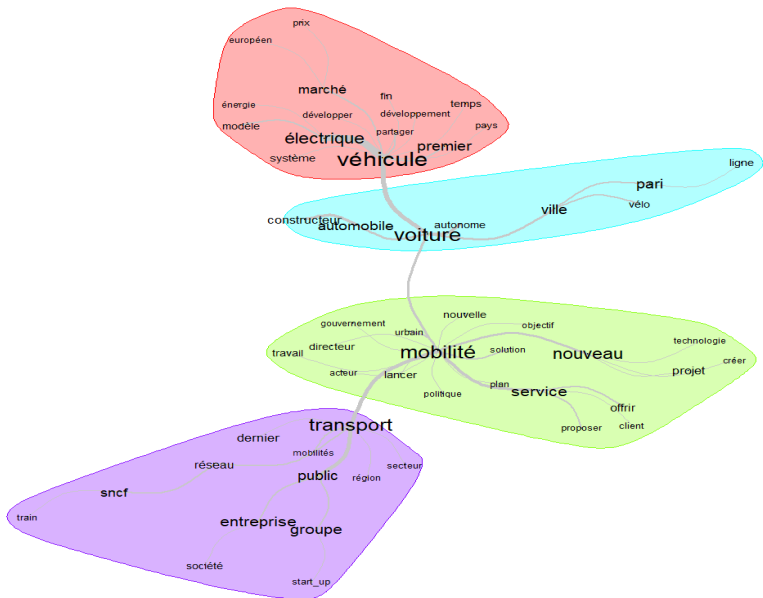 prix
européen
marché
fin
énergie
développer
développement
temps
modèle
partager
pays
électrique
premier
système
véhicule
ligne
pari
vélo
ville
constructeur
automobile
autonome
voiture
nouvelle
gouvernement
urbain
objectif
technologie
directeur
travail
mobilité
solution
nouveau
créer
acteur
lancer
projet
politique
plan
service
offrir
client
proposer
transport
dernier
mobilités
réseau
secteur
public
région
sncf
train
entreprise
groupe
société
start_up